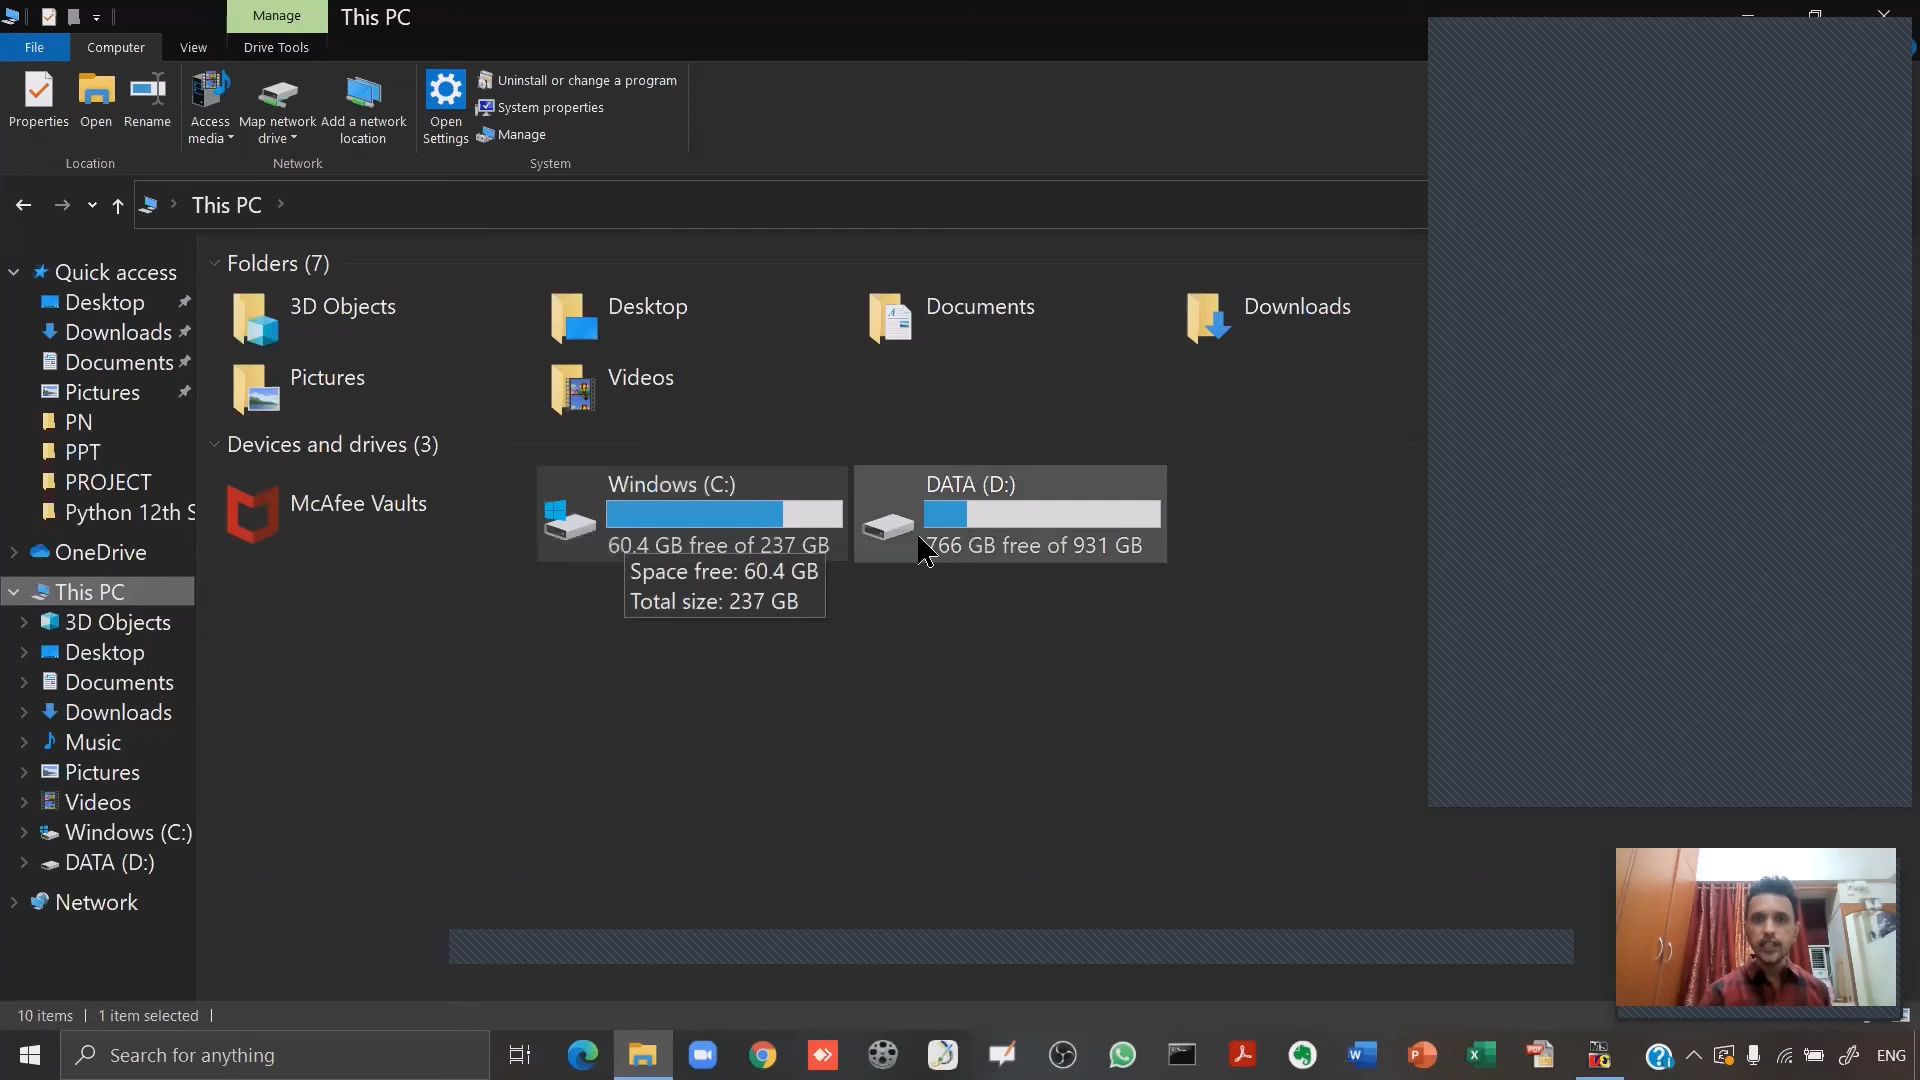 Manage
This PC
File
Computer
View
Drive Tools
Properties
Open
Rename
Access media
Map network drive
Add a network location
Open Settings
Uninstall or change a program
System properties
Manage
Location
Network
System
This PC
Quick access
Desktop
Downloads
Documents
Pictures
PN
PPT
PROJECT
Python 12th S
OneDrive
This PC
3D Objects
Desktop
Documents
Downloads
Music
Pictures
Videos
Windows (C:)
DATA (D:)
Network
Folders (7)
3D Objects
Desktop
Documents
Downloads
Pictures
Videos
Devices and drives (3)
McAfee Vaults
Windows (C:)
60.4 GB free of 237 GB
DATA (D:)
766 GB free of 931 GB
Space free: 60.4 GB
Total size: 237 GB
10 items
1 item selected
Search for anything
ENG